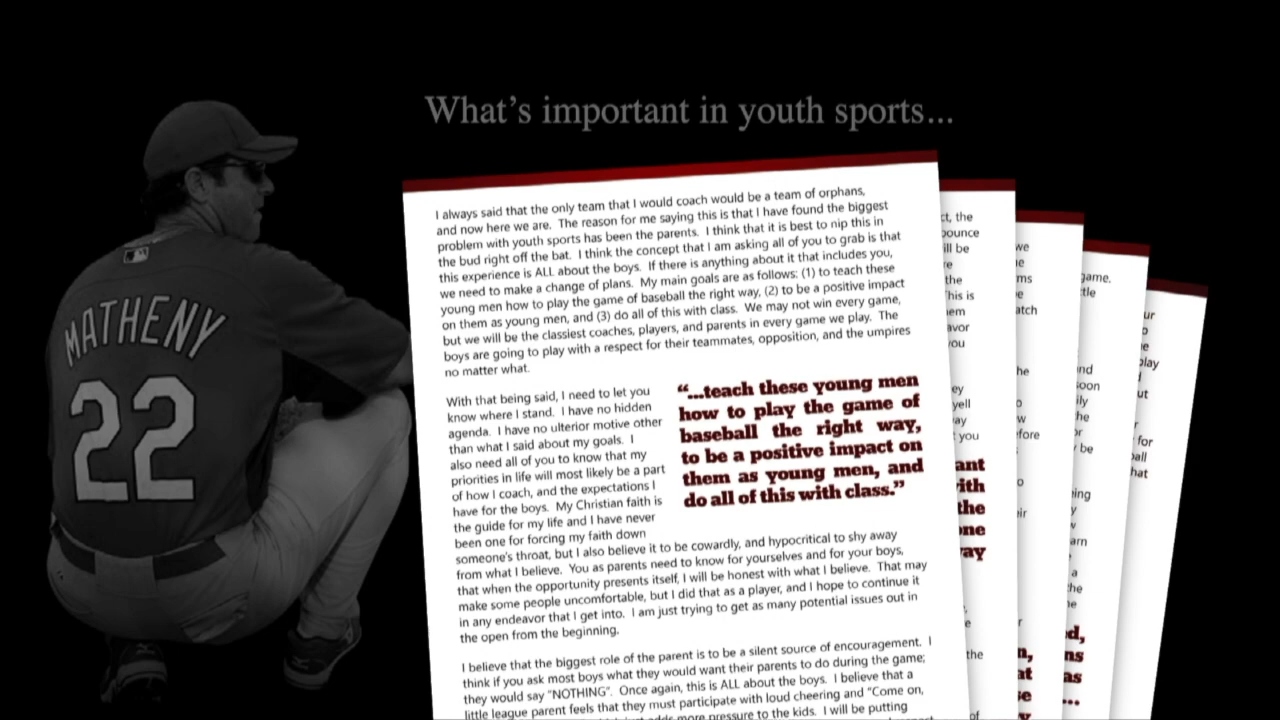 What's important in youth sports...
MATHENY
22
I always said that the only team that I would coach would be a team of orphans,
and now here we are. The reason for me saying this is that I have found the biggest
problem with youth sports has been the parents. I think that it is best to nip this in
the bud right off the bat. I think the concept that I am asking all of you to grab is that
this experience is ALL about the boys. If there is anything about it that includes you,
we need to make a change of plans. My main goals are as follows: (1) to teach these
young men how to play the game of baseball the right way, (2) to be a positive impact
on them as young men, and (3) do all of this with class. We may not win every game,
but we will be the classiest coaches, players, and parents in every game we play. The
boys are going to play with a respect for their teammates, opposition, and the umpires
no matter what.
With that being said, I need to let you
know where I stand. I have no hidden
agenda. I have no ulterior motive other
than what I said about my goals. I
also need all of you to know that my
priorities in life will most likely be a part
of how I coach, and the expectations I
have for the boys. My Christian faith is
the guide for my life and I have never
been one for forcing my faith down
someone's throat, but I also believe it to be cowardly, and hypocritical to shy away
from what I believe. You as parents need to know for yourselves and for your boys,
that when the opportunity presents itself, I will be honest with what I believe. That may
make some people uncomfortable, but I did that as a player, and I hope to continue it
in any endeavor that I get into. I am just trying to get as many potential issues out in
the open from the beginning.
"...teach these young men
how to play the game of
baseball the right way,
to be a positive impact on
them as young men, and
do all of this with class."
I believe that the biggest role of the parent is to be a silent source of encouragement. I
think if you ask most boys what they would want their parents to do during the game;
they would say "NOTHING". Once again, this is ALL about the boys. I believe that a
little league parent feels that they must participate with loud cheering and "Come on,
adds more pressure to the kids. I will be putting